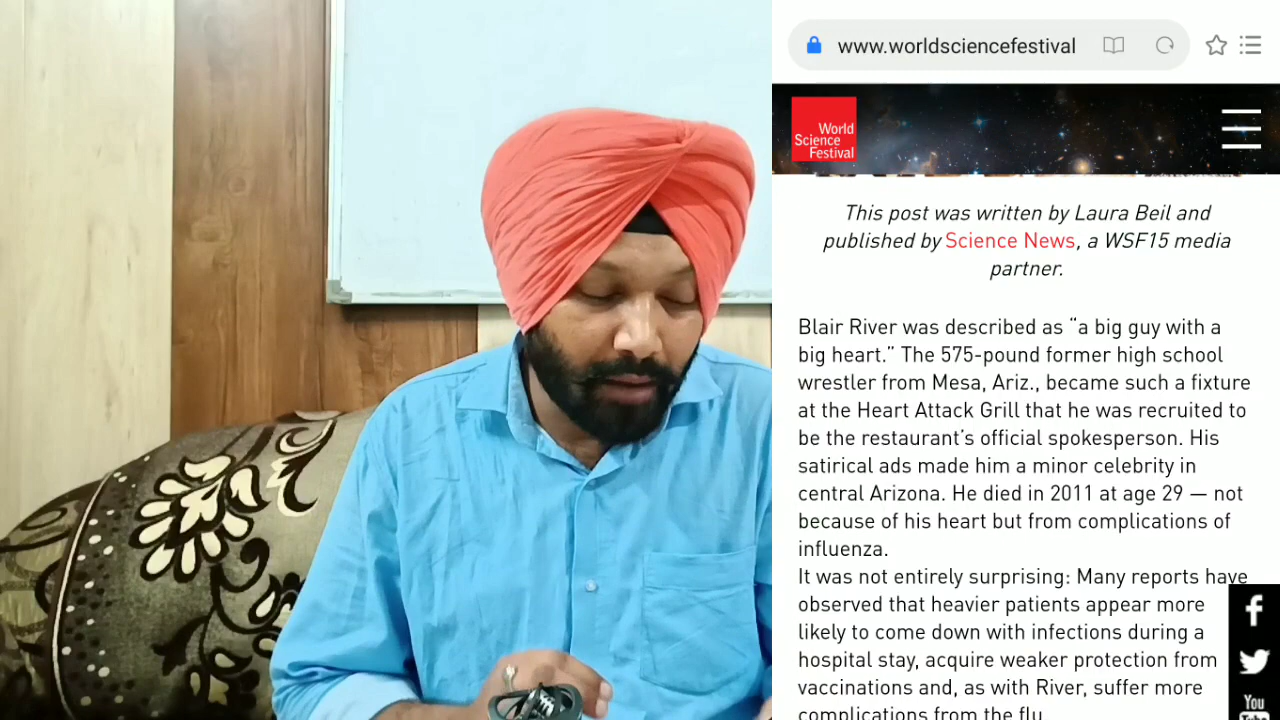 www.worldsciencefestival
World
Science
Festival
This post was written by Laura Beil and
published by Science News, a WSF15 media
partner.
Blair River was described as “a big guy with a
big heart.” The 575-pound former high school
wrestler from Mesa, Ariz., became such a fixture
at the Heart Attack Grill that he was recruited to
be the restaurant’s official spokesperson. His
satirical ads made him a minor celebrity in
central Arizona. He died in 2011 at age 29 — not
because of his heart but from complications of
influenza.
It was not entirely surprising: Many reports have
observed that heavier patients appear more
likely to come down with infections during a
hospital stay, acquire weaker protection from
vaccinations and, as with River, suffer more
complications from the flu
You